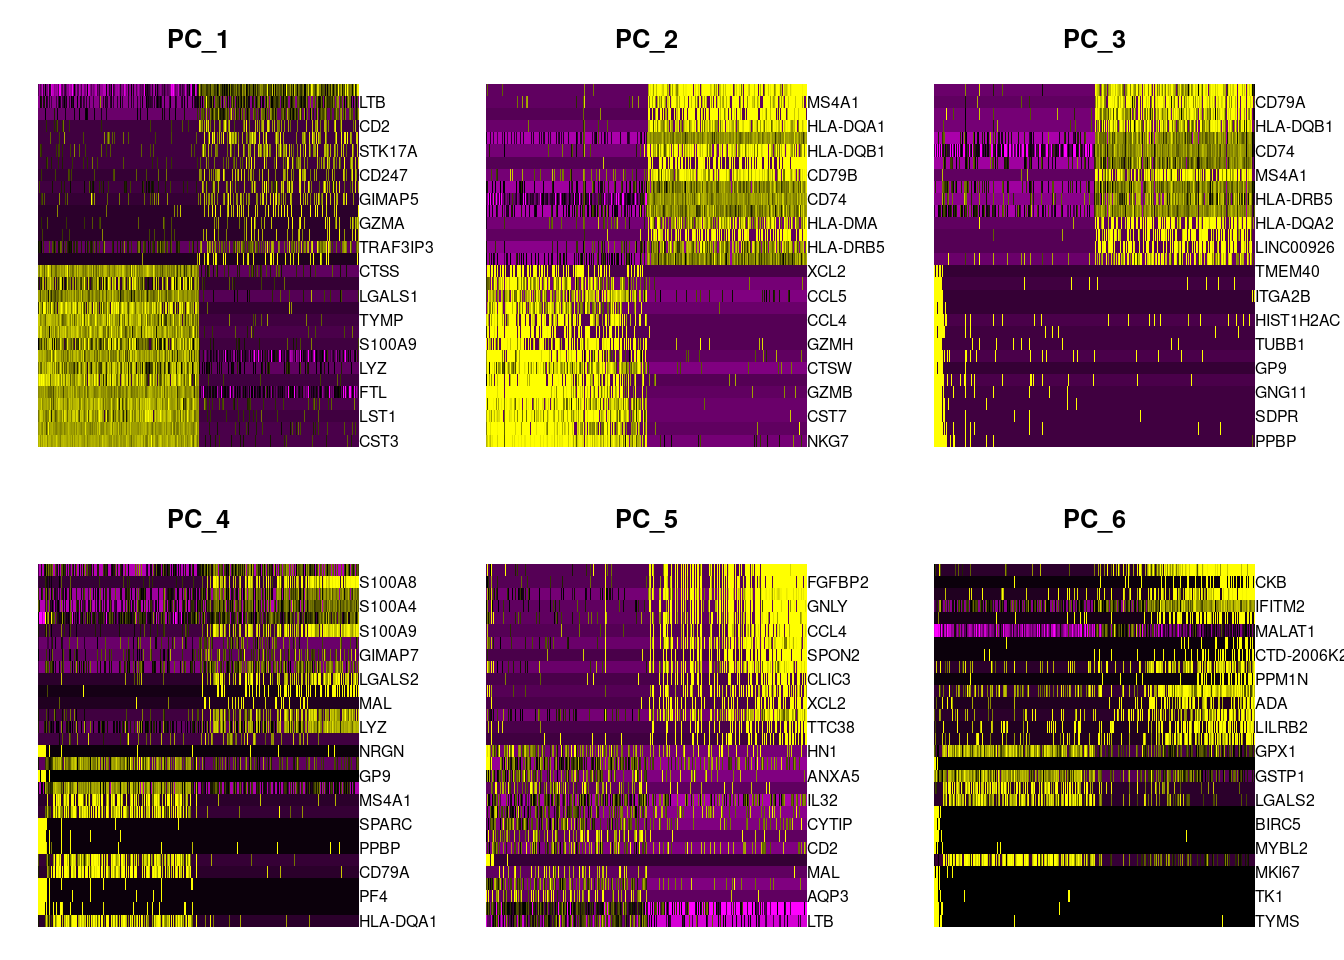 PC_1
LTB
CD2
STK17A
CD247
GIMAP5
GZMA
TRAF3IP3
CTSS
LGALS1
TYMP
S100A9
LYZ
FTL
LST1
CST3
PC_2
MS4A1
HLA-DQA1
HLA-DQB1
CD79B
CD74
HLA-DMA
HLA-DRB5
XCL2
CCL5
CCL4
GZMH
CTSW
GZMB
CST7
NKG7
PC_3
CD79A
HLA-DQB1
CD74
MS4A1
HLA-DRB5
HLA-DQA2
LINC00926
TMEM40
ITGA2B
HIST1H2AC
TUBB1
GP9
GNG11
SDPR
PPBP
PC_4
S100A8
S100A4
S100A9
GIMAP7
LGALS2
MAL
LYZ
NRGN
GP9
MS4A1
SPARC
PPBP
CD79A
PF4
HLA-DQA1
PC_5
FGFBP2
GNLY
CCL4
SPON2
CLIC3
XCL2
TTC38
HN1
ANXA5
IL32
CYTIP
CD2
MAL
AQP3
LTB
PC_6
CKB
IFITM2
MALAT1
CTD-2006K2
PPM1N
ADA
LILRB2
GPX1
GSTP1
LGALS2
BIRC5
MYBL2
MKI67
TK1
TYMS